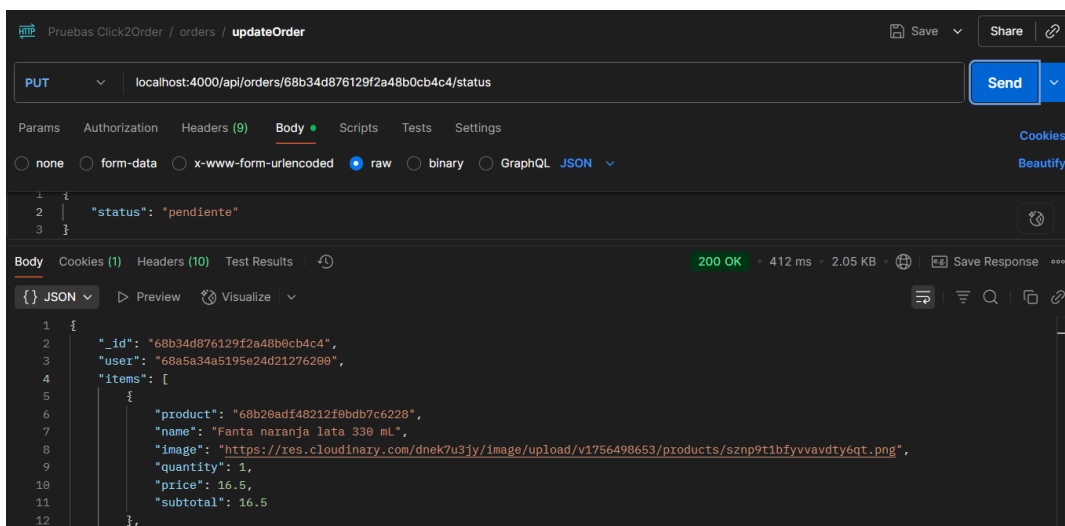 HTTP Pruebas Click2Order / orders / updateOrder Save Share
PUT localhost:4000/api/orders/68b34d876129f2a48b0cb4c4/status Send
Params Authorization Headers (9) Body Scripts Tests Settings Cookies
none form-data x-www-form-urlencoded raw binary GraphQL JSON Beautify
1 {
2 "status": "pendiente"
3 }
Body Cookies (1) Headers (10) Test Results 200 OK • 412 ms • 2.05 KB • e.g. Save Response
{} JSON Preview Visualize
1 {
2 "_id": "68b34d876129f2a48b0cb4c4",
3 "user": "68a5a34a5195e24d21276200",
4 "items": [
5 {
6 "product": "68b20adf48212f0bdb7c6228",
7 "name": "Fanta naranja lata 330 mL",
8 "image": "https://res.cloudinary.com/dnek7u3jy/image/upload/v1756498653/products/sznp9t1bfyvvavdty6qt.png",
9 "quantity": 1,
10 "price": 16.5,
11 "subtotal": 16.5
12 },